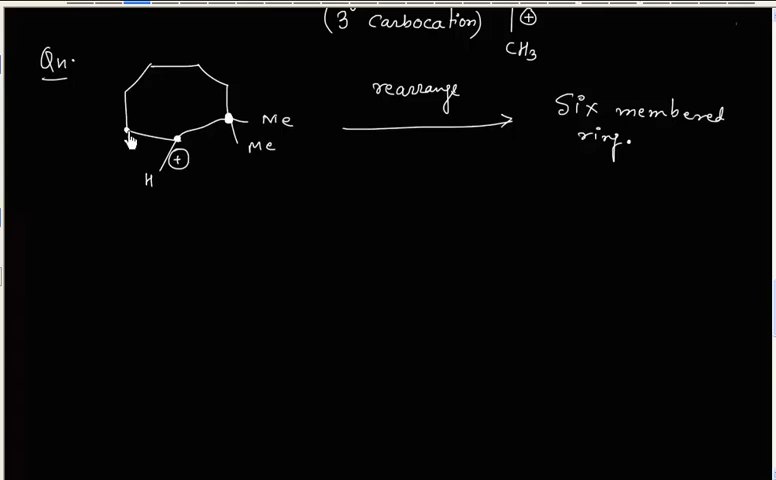 (3° carbocation) ⊕
CH3
Qn.
rearrange
Six membered
ring.
Me
Me
⊕
H